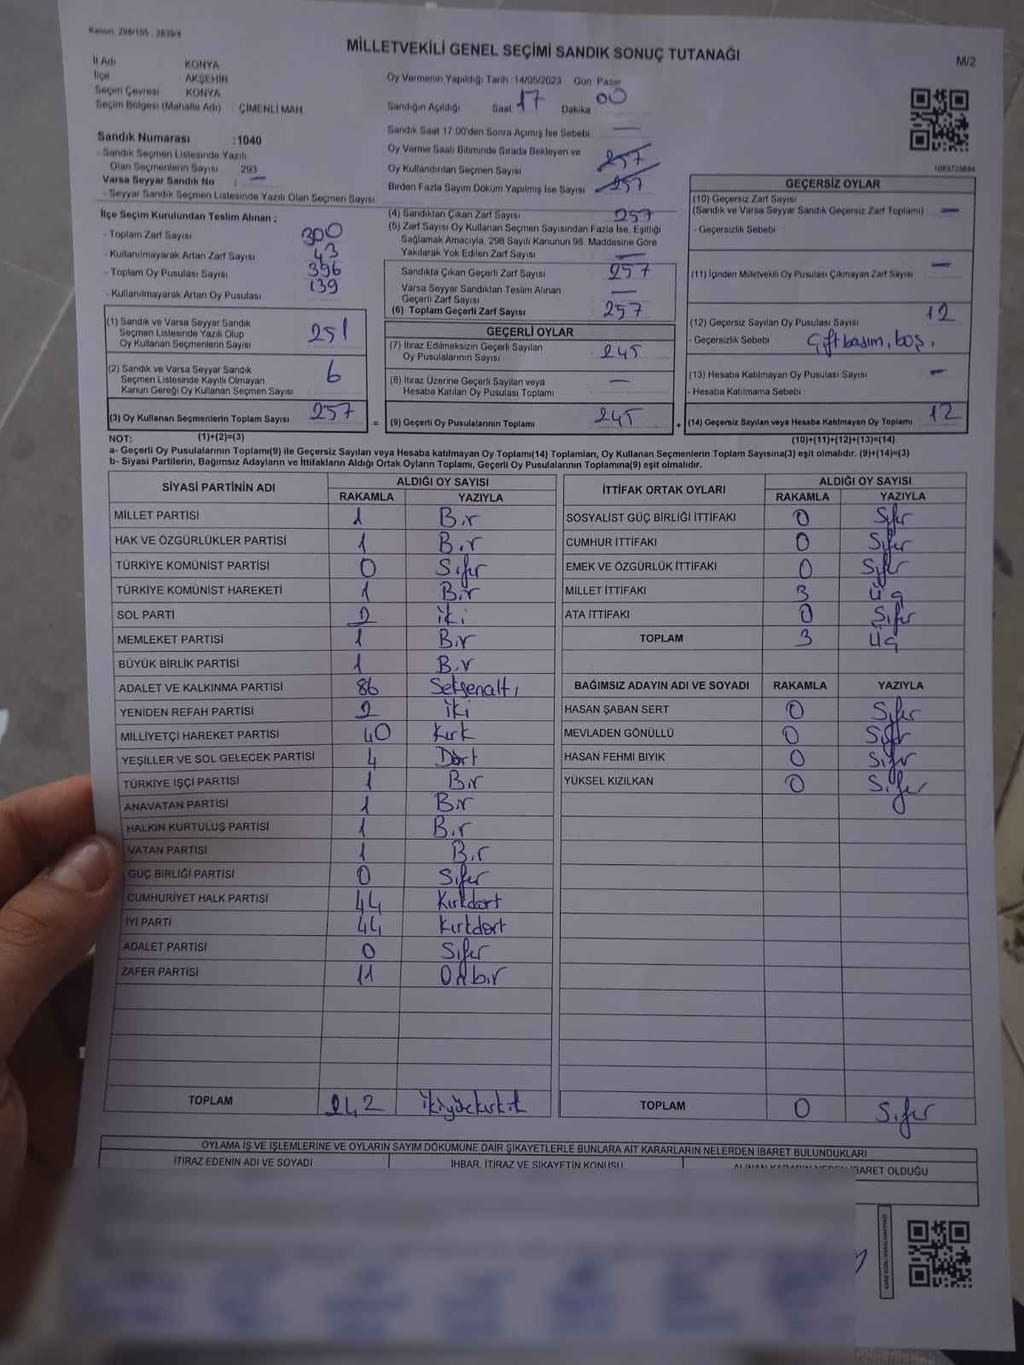 Kanun: 298/105 , 2839/4
MİLLETVEKİLİ GENEL SEÇİMİ SANDIK SONUÇ TUTANAĞI
M/2
İl Adı KONYA
İlçe AKŞEHİR
Seçim Çevresi KONYA
Seçim Bölgesi (Mahalle Adı) : ÇİMENLİ MAH
Sandık Numarası :1040
- Sandık Seçmen Listesinde Yazılı
Olan Seçmenlerin Sayısı 293
Varsa Seyyar Sandık No : —
- Seyyar Sandık Seçmen Listesinde Yazılı Olan Seçmen Sayısı
Oy Vermenin Yapıldığı Tarih :14/05/2023 Gün: Pazar
Sandığın Açıldığı Saat 17 Dakika 00
Sandık Saat 17:00'den Sonra Açımış İse Sebebi —
Oy Verme Saati Bitiminde Sırada Bekleyen ve
Oy Kullandırılan Seçmen Sayısı 257
Birden Fazla Sayım Döküm Yapılmış İse Sayısı 257
İlçe Seçim Kurulundan Teslim Alınan ;
- Toplam Zarf Sayısı 300
- Kullanılmayarak Artan Zarf Sayısı 43
- Toplam Oy Pusulası Sayısı 396
- Kullanılmayarak Artan Oy Pusulası 139
(4) Sandıktan Çıkan Zarf Sayısı 257
(5) Zarf Sayısı Oy Kullanan Seçmen Sayısından Fazla İse, Eşitliği
Sağlamak Amacıyla, 298 Sayılı Kanunun 98. Maddesine Göre
Yakılarak Yok Edilen Zarf Sayısı —
Sandıkta Çıkan Geçerli Zarf Sayısı 257
Varsa Seyyar Sandıktan Teslim Alınan
Geçerli Zarf Sayısı —
(6) Toplam Geçerli Zarf Sayısı 257
GEÇERSİZ OYLAR
(10) Geçersiz Zarf Sayısı
(Sandık ve Varsa Seyyar Sandık Geçersiz Zarf Toplamı) —
- Geçersizlik Sebebi
(11) İçinden Milletvekili Oy Pusulası Çıkmayan Zarf Sayısı —
(12) Geçersiz Sayılan Oy Pusulası Sayısı 12
- Geçersizlik Sebebi Çift basım, boş,
(13) Hesaba Katılmayan Oy Pusulası Sayısı —
- Hesaba Katılmama Sebebi :
(14) Geçersiz Sayılan veya Hesaba Katılmayan Oy Toplamı 12
(10)+(11)+(12)+(13)=(14)
(1) Sandık ve Varsa Seyyar Sandık
Seçmen Listesinde Yazılı Olup
Oy Kullanan Seçmenlerin Sayısı 251
(2) Sandık ve Varsa Seyyar Sandık
Seçmen Listesinde Kayıtlı Olmayan
Kanun Gereği Oy Kullanan Seçmen Sayısı 6
(3) Oy Kullanan Seçmenlerin Toplam Sayısı 257
=
GEÇERLİ OYLAR
(7) İtiraz Edilmeksizin Geçerli Sayılan
Oy Pusulalarının Sayısı 245
(8) İtiraz Üzerine Geçerli Sayılan veya
Hesaba Katılan Oy Pusulası Toplamı —
(9) Geçerli Oy Pusulalarının Toplamı 245
+
NOT: (1)+(2)=(3)
a- Geçerli Oy Pusulalarının Toplamı(9) ile Geçersiz Sayılan veya Hesaba Katılmayan Oy Toplamı(14) Toplamları, Oy Kullanan Seçmenlerin Toplam Sayısına(3) eşit olmalıdır. (9)+(14)=(3)
b- Siyasi Partilerin, Bağımsız Adayların ve İttifakların Aldığı Ortak Oyların Toplamı, Geçerli Oy Pusulalarının Toplamına(9) eşit olmalıdır.
SİYASİ PARTİNİN ADI ALDIĞI OY SAYISI
RAKAMLA YAZIYLA
MİLLET PARTİSİ 1 Bir
HAK VE ÖZGÜRLÜKLER PARTİSİ 1 Bir
TÜRKİYE KOMÜNİST PARTİSİ 0 Sıfır
TÜRKİYE KOMÜNİST HAREKETİ 1 Bir
SOL PARTİ 2 iki
MEMLEKET PARTİSİ 1 Bir
BÜYÜK BİRLİK PARTİSİ 1 Bir
ADALET VE KALKINMA PARTİSİ 86 Seksenaltı
YENİDEN REFAH PARTİSİ 2 iki
MİLLİYETÇİ HAREKET PARTİSİ 40 Kırk
YEŞİLLER VE SOL GELECEK PARTİSİ 4 Dört
TÜRKİYE İŞÇİ PARTİSİ 1 Bir
ANAVATAN PARTİSİ 1 Bir
HALKIN KURTULUŞ PARTİSİ 1 Bir
VATAN PARTİSİ 1 Bir
GÜÇ BİRLİĞİ PARTİSİ 0 Sıfır
CUMHURİYET HALK PARTİSİ 44 Kırkdört
İYİ PARTİ 44 Kırkdört
ADALET PARTİSİ 0 Sıfır
ZAFER PARTİSİ 11 Onbir
TOPLAM 242 ikiyüzkırkiki
İTTİFAK ORTAK OYLARI ALDIĞI OY SAYISI
RAKAMLA YAZIYLA
SOSYALİST GÜÇ BİRLİĞİ İTTİFAKI 0 Sıfır
CUMHUR İTTİFAKI 0 Sıfır
EMEK VE ÖZGÜRLÜK İTTİFAKI 0 Sıfır
MİLLET İTTİFAKI 3 üç
ATA İTTİFAKI 0 Sıfır
TOPLAM 3 üç
BAĞIMSIZ ADAYIN ADI VE SOYADI RAKAMLA YAZIYLA
HASAN ŞABAN SERT 0 Sıfır
MEVLADEN GÖNÜLLÜ 0 Sıfır
HASAN FEHMİ BIYIK 0 Sıfır
YÜKSEL KIZILKAN 0 Sıfır
TOPLAM 0 Sıfır
OYLAMA İŞ VE İŞLEMLERİNE VE OYLARIN SAYIM DÖKÜMÜNE DAİR ŞİKAYETLERLE BUNLARA AİT KARARLARIN NELERDEN İBARET BULUNDUKLARI
İTİRAZ EDENİN ADI VE SOYADI İHBAR, İTİRAZ VE ŞİKAYETİN KONUSU ALINAN KARARIN NEDEN İBARET OLDUĞU